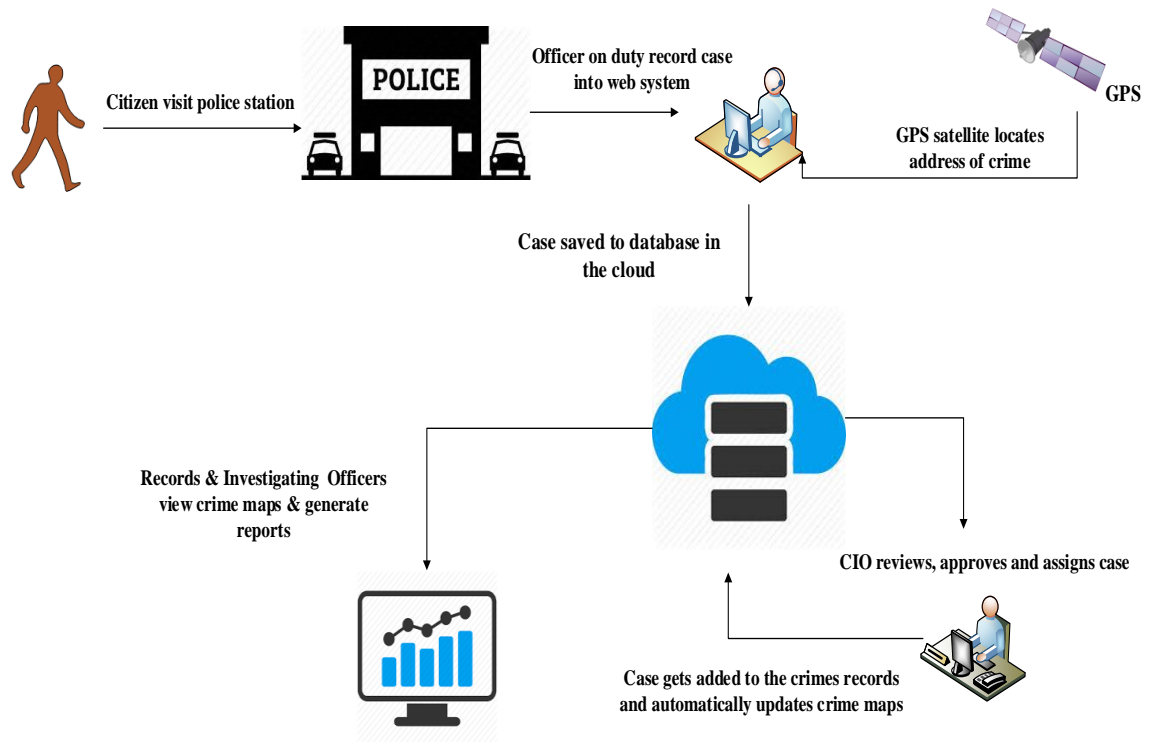 Citizen visit police station
POLICE
Officer on duty record case
into web system
GPS
GPS satellite locates
address of crime
Case saved to database in
the cloud
Records & Investigating Officers
view crime maps & generate
reports
CIO reviews, approves and assigns case
Case gets added to the crimes records
and automatically updates crime maps